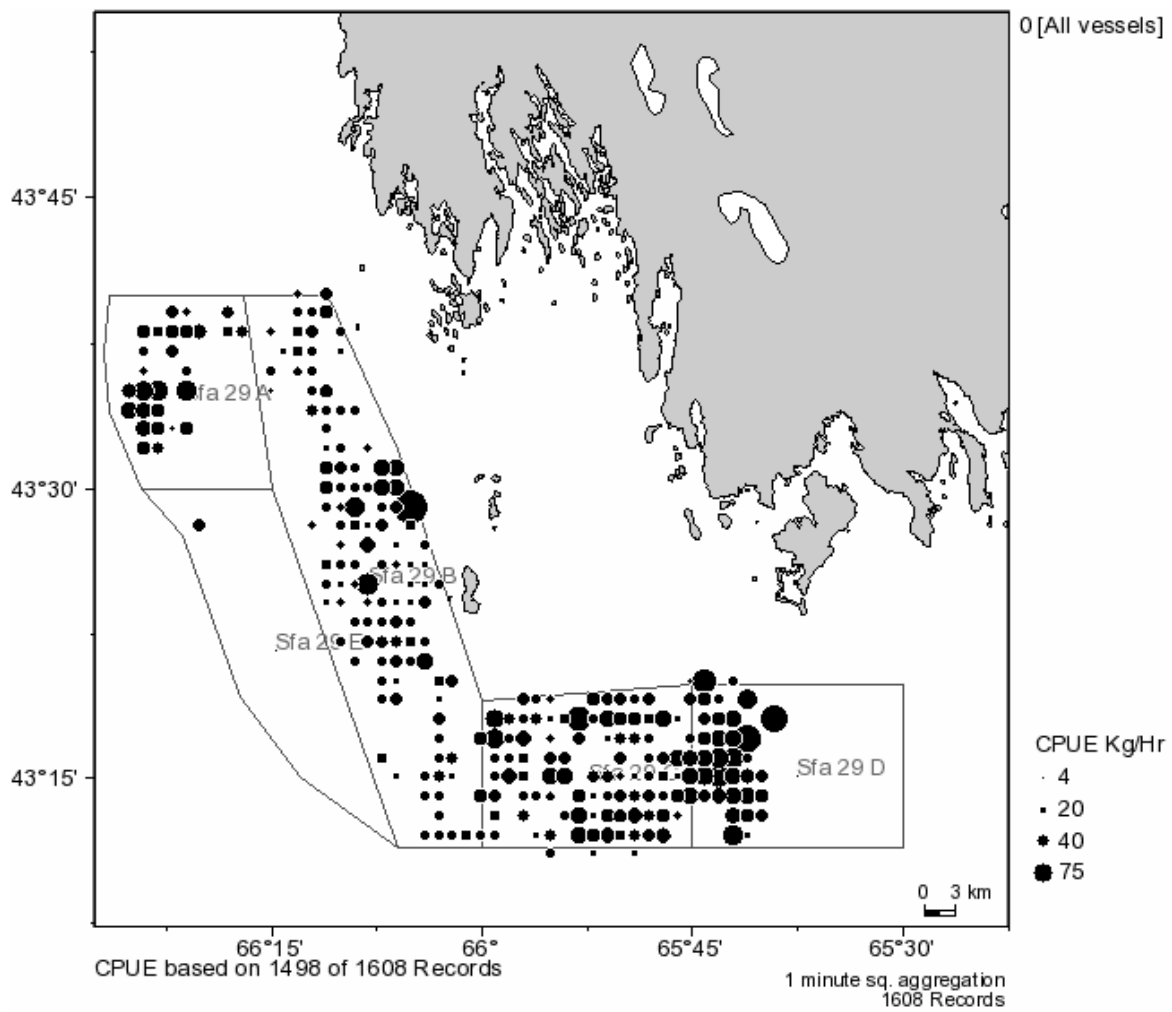 0 [All vessels]
43°45'
Sfa 29 A
43°30'
Sfa 29 B
Sfa 29 E
CPUE Kg/Hr
43°15'
Sfa 29 C
Sfa 29 D
4
20
40
75
0 3 km
66°15'
66°
65°45'
65°30'
CPUE based on 1498 of 1608 Records
1 minute sq. aggregation
1608 Records